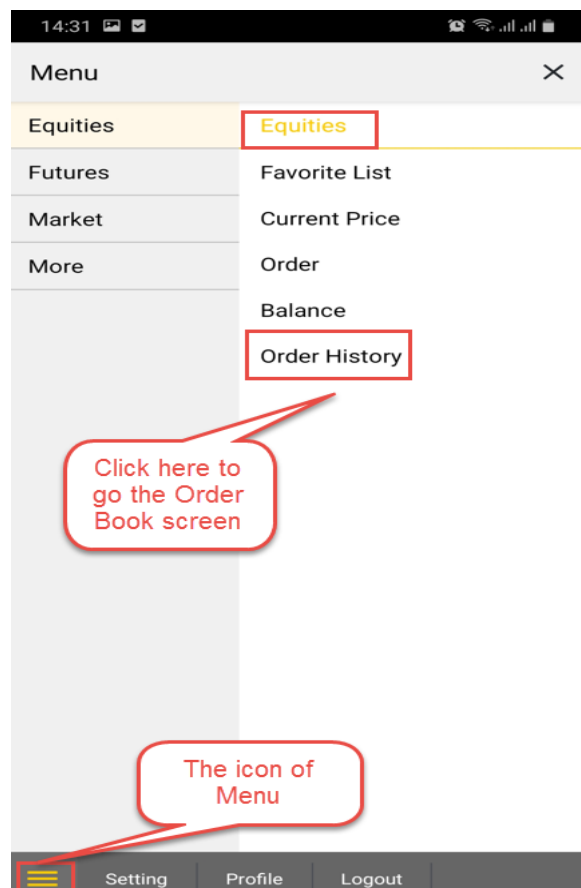 14:31
Menu
Equities
Equities
Futures
Favorite List
Market
Current Price
More
Order
Balance
Order History
Click here to
go the Order
Book screen
The icon of
Menu
Setting
Profile
Logout